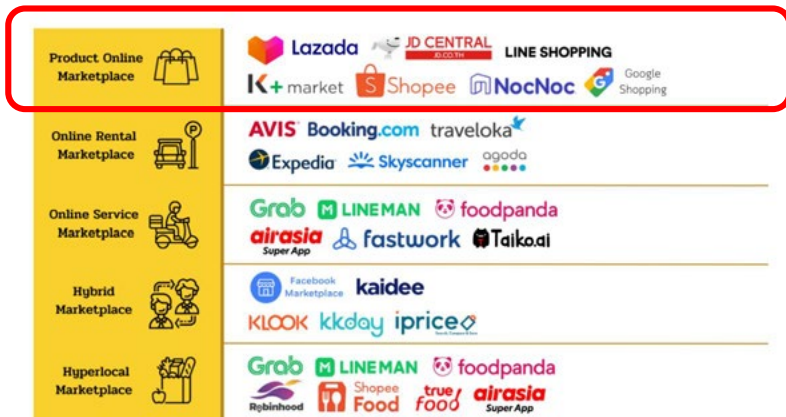 Product Online
Marketplace
Lazada JD CENTRAL LINE SHOPPING
JD.CO.TH
K+ market Shopee NocNoc Google
Shopping
Online Rental
Marketplace
AVIS Booking.com traveloka
Expedia Skyscanner agoda
Online Service
Marketplace
Grab LINEMAN foodpanda
airasia fastwork Taiko.ai
Super App
Hybrid
Marketplace
Facebook
Marketplace kaidee
KLOOK kkday iprice
Hyperlocal
Marketplace
Grab LINEMAN foodpanda
Robinhood Shopee
Food true
food airasia
Super App